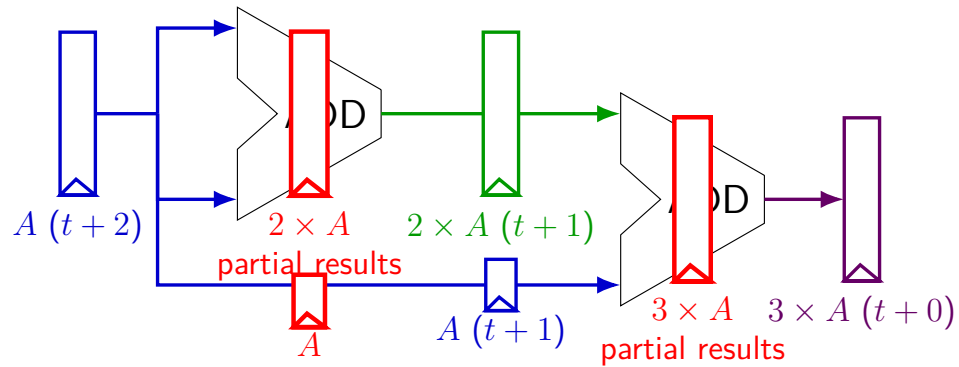 ADD
ADD
A (t + 2)
2 × A
partial results
2 × A (t + 1)
A
A (t + 1)
3 × A
partial results
3 × A (t + 0)